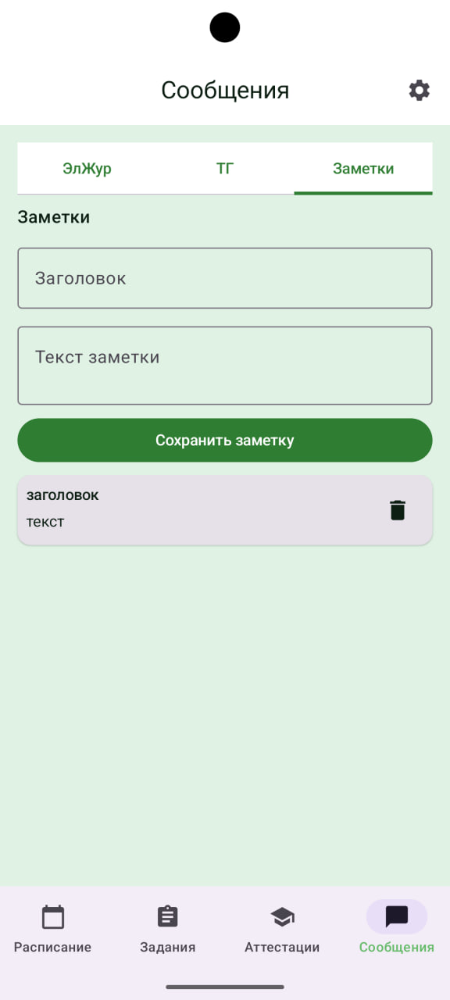 Сообщения
ЭлЖур ТГ Заметки
Заметки
Заголовок
Текст заметки
Сохранить заметку
заголовок
текст
Расписание Задания Аттестации Сообщения